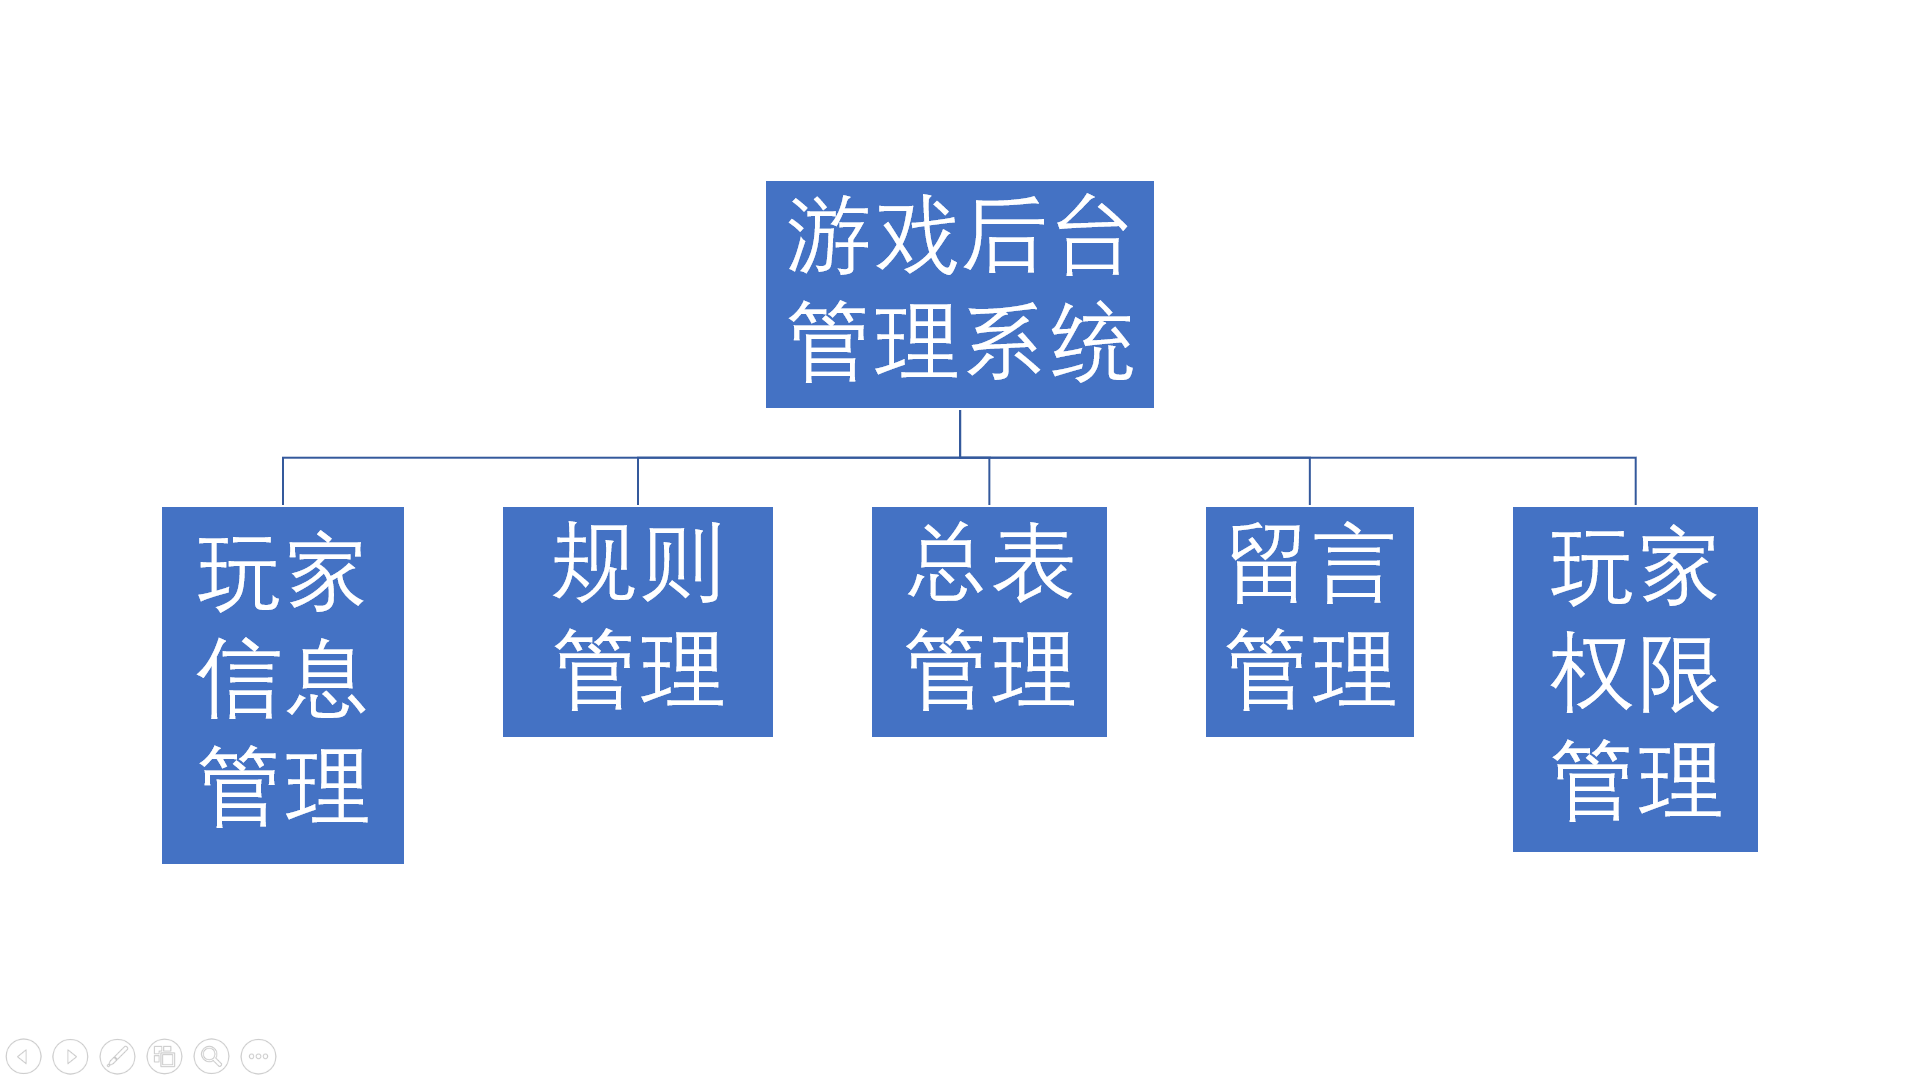 游戏后台
管理系统
玩家
信息
管理
规则
管理
总表
管理
留言
管理
玩家
权限
管理